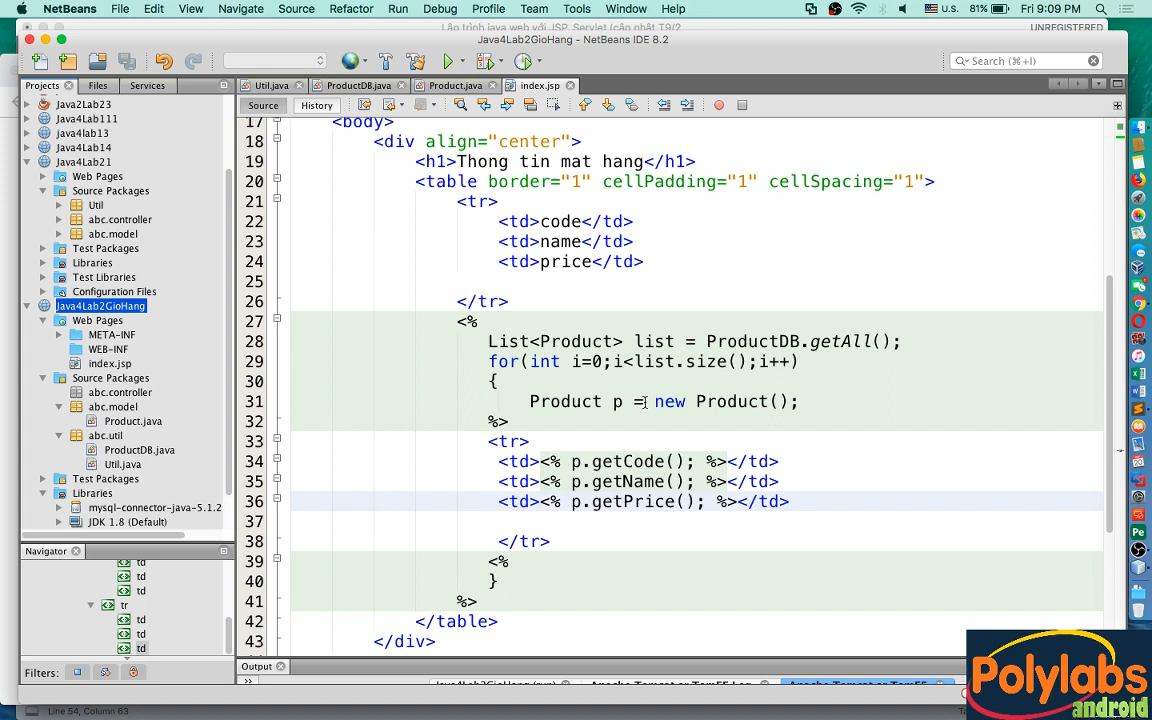 NetBeans File Edit View Navigate Source Refactor Run Debug Profile Team Tools Window Help U.S. 81% Fri 9:09 PM
Lập trình java web với JSP, Servlet (cập nhật T9/2 UNREGISTERED
Java4Lab2GioHang - NetBeans IDE 8.2
Search (⌘+I)
Projects Files Services Util.java ProductDB.java Product.java index.jsp
Source History
Java2Lab23
Java4Lab111
java4lab13
Java4Lab14
Java4Lab21
Web Pages
Source Packages
Util
abc.controller
abc.model
Test Packages
Libraries
Test Libraries
Configuration Files
Java4Lab2GioHang
Web Pages
META-INF
WEB-INF
index.jsp
Source Packages
abc.controller
abc.model
Product.java
abc.util
ProductDB.java
Util.java
Test Packages
Libraries
mysql-connector-java-5.1.2
JDK 1.8 (Default)
Navigator
td
td
td
tr
td
td
td
Filters:
17 <body>
18 <div align="center">
19 <h1>Thong tin mat hang</h1>
20 <table border="1" cellPadding="1" cellSpacing="1">
21 <tr>
22 <td>code</td>
23 <td>name</td>
24 <td>price</td>
25
26 </tr>
27 <%
28 List<Product> list = ProductDB.getAll();
29 for(int i=0;i<list.size();i++)
30 {
31 Product p = new Product();
32 %>
33 <tr>
34 <td><% p.getCode(); %></td>
35 <td><% p.getName(); %></td>
36 <td><% p.getPrice(); %></td>
37
38 </tr>
39 <%
40 }
41 %>
42 </table>
43 </div>
Output
Java4Lab2GioHang (run) Apache Tomcat or TomEE Log Apache Tomcat or TomEE
Line 54, Column 63
Polylabs
android